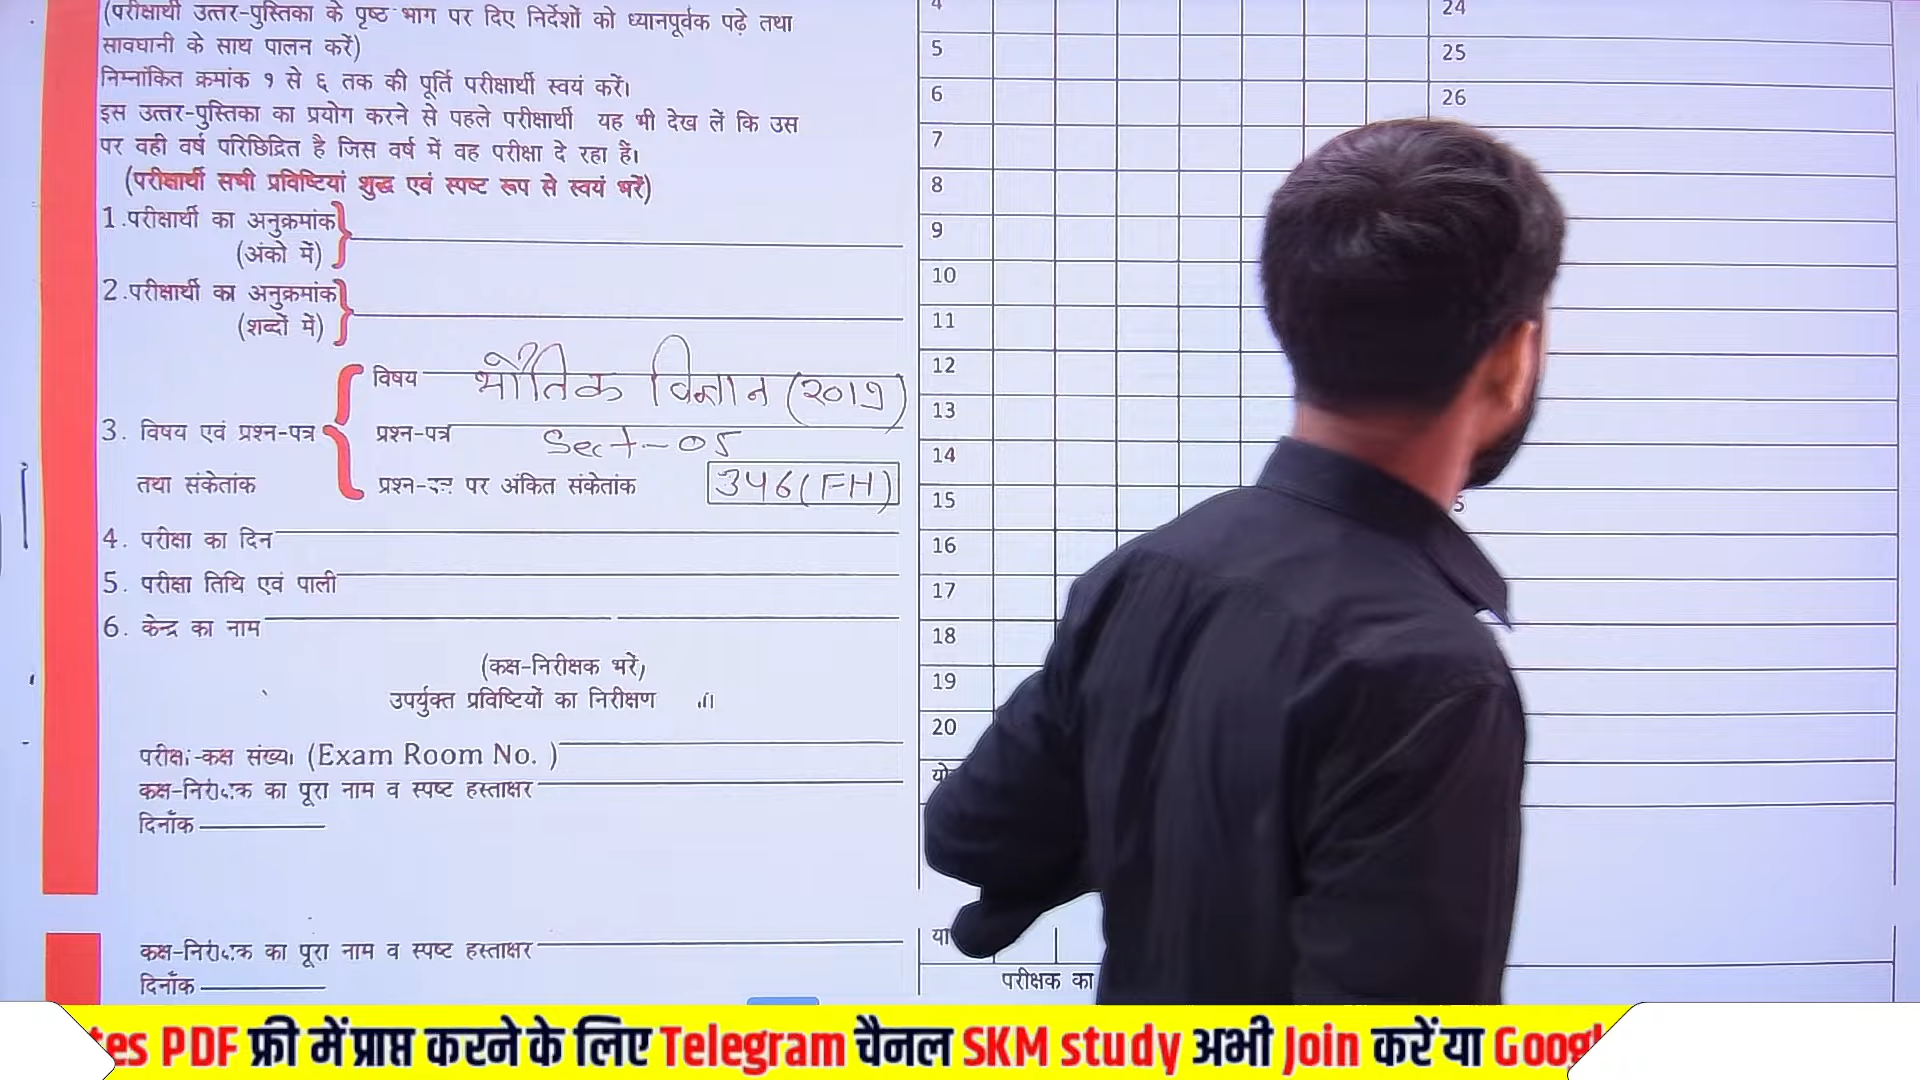 (परीक्षार्थी उत्तर-पुस्तिका के पृष्ठ भाग पर दिए निर्देशों को ध्यानपूर्वक पढ़े तथा
सावधानी के साथ पालन करें)
निम्नांकित क्रमांक १ से ६ तक की पूर्ति परीक्षार्थी स्वयं करें।
इस उत्तर-पुस्तिका का प्रयोग करने से पहले परीक्षार्थी यह भी देख लें कि उस
पर वही वर्ष परिछिद्रित है जिस वर्ष में वह परीक्षा दे रहा हैं।
(परीक्षार्थी सभी प्रविष्टियां शुद्ध एवं स्पष्ट रूप से स्वयं भरें)
1.परीक्षार्थी का अनुक्रमांक
(अंको में)
2.परीक्षार्थी का अनुक्रमांक
(शब्दों में)
विषय भौतिक विज्ञान (२०१७)
3. विषय एवं प्रश्न-पत्र प्रश्न-पत्र Sect-05
तथा संकेतांक प्रश्न-पत्र पर अंकित संकेतांक 346(FH)
4. परीक्षा का दिन
5. परीक्षा तिथि एवं पाली
6. केन्द्र का नाम
(कक्ष-निरीक्षक भरें)
उपर्युक्त प्रविष्टियों का निरीक्षण
परीक्षा-कक्ष संख्या (Exam Room No. )
कक्ष-निरीक्षक का पूरा नाम व स्पष्ट हस्ताक्षर
दिनाँक
कक्ष-निरीक्षक का पूरा नाम व स्पष्ट हस्ताक्षर
दिनाँक
4 24
5 25
6 26
7
8
9
10
11
12
13
14
15
16
17
18
19
20
परीक्षक का
PDF फ्री में प्राप्त करने के लिए Telegram चैनल SKM study अभी Join करें या